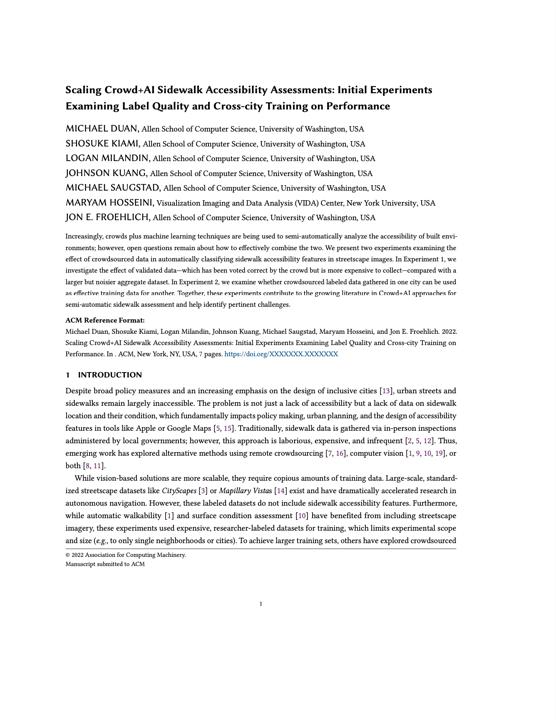 Scaling Crowd+AI Sidewalk Accessibility Assessments: Initial Experiments
Examining Label Quality and Cross-city Training on Performance
MICHAEL DUAN, Allen School of Computer Science, University of Washington, USA
SHOSUKE KIAMI, Allen School of Computer Science, University of Washington, USA
LOGAN MILANDIN, Allen School of Computer Science, University of Washington, USA
JOHNSON KUANG, Allen School of Computer Science, University of Washington, USA
MICHAEL SAUGSTAD, Allen School of Computer Science, University of Washington, USA
MARYAM HOSSEINI, Visualization Imaging and Data Analysis (VIDA) Center, New York University, USA
JON E. FROEHLICH, Allen School of Computer Science, University of Washington, USA
Increasingly, crowds plus machine learning techniques are being used to semi-automatically analyze the accessibility of built envi-
ronments; however, open questions remain about how to effectively combine the two. We present two experiments examining the
effect of crowdsourced data in automatically classifying sidewalk accessibility features in streetscape images. In Experiment 1, we
investigate the effect of validated data—which has been voted correct by the crowd but is more expensive to collect—compared with a
larger but noisier aggregate dataset. In Experiment 2, we examine whether crowdsourced labeled data gathered in one city can be used
as effective training data for another. Together, these experiments contribute to the growing literature in Crowd+AI approaches for
semi-automatic sidewalk assessment and help identify pertinent challenges.
ACM Reference Format:
Michael Duan, Shosuke Kiami, Logan Milandin, Johnson Kuang, Michael Saugstad, Maryam Hosseini, and Jon E. Froehlich. 2022.
Scaling Crowd+AI Sidewalk Accessibility Assessments: Initial Experiments Examining Label Quality and Cross-city Training on
Performance. In . ACM, New York, NY, USA, 7 pages. https://doi.org/XXXXXXX.XXXXXXX
1 INTRODUCTION
Despite broad policy measures and an increasing emphasis on the design of inclusive cities [13], urban streets and
sidewalks remain largely inaccessible. The problem is not just a lack of accessibility but a lack of data on sidewalk
location and their condition, which fundamentally impacts policy making, urban planning, and the design of accessibility
features in tools like Apple or Google Maps [5, 15]. Traditionally, sidewalk data is gathered via in-person inspections
administered by local governments; however, this approach is laborious, expensive, and infrequent [2, 5, 12]. Thus,
emerging work has explored alternative methods using remote crowdsourcing [7, 16], computer vision [1, 9, 10, 19], or
both [8, 11].
While vision-based solutions are more scalable, they require copious amounts of training data. Large-scale, standard-
ized streetscape datasets like CityScapes [3] or Mapillary Vistas [14] exist and have dramatically accelerated research in
autonomous navigation. However, these labeled datasets do not include sidewalk accessibility features. Furthermore,
while automatic walkability [1] and surface condition assessment [10] have benefited from including streetscape
imagery, these experiments used expensive, researcher-labeled datasets for training, which limits experimental scope
and size (e.g., to only single neighborhoods or cities). To achieve larger training sets, others have explored crowdsourced
© 2022 Association for Computing Machinery.
Manuscript submitted to ACM
1